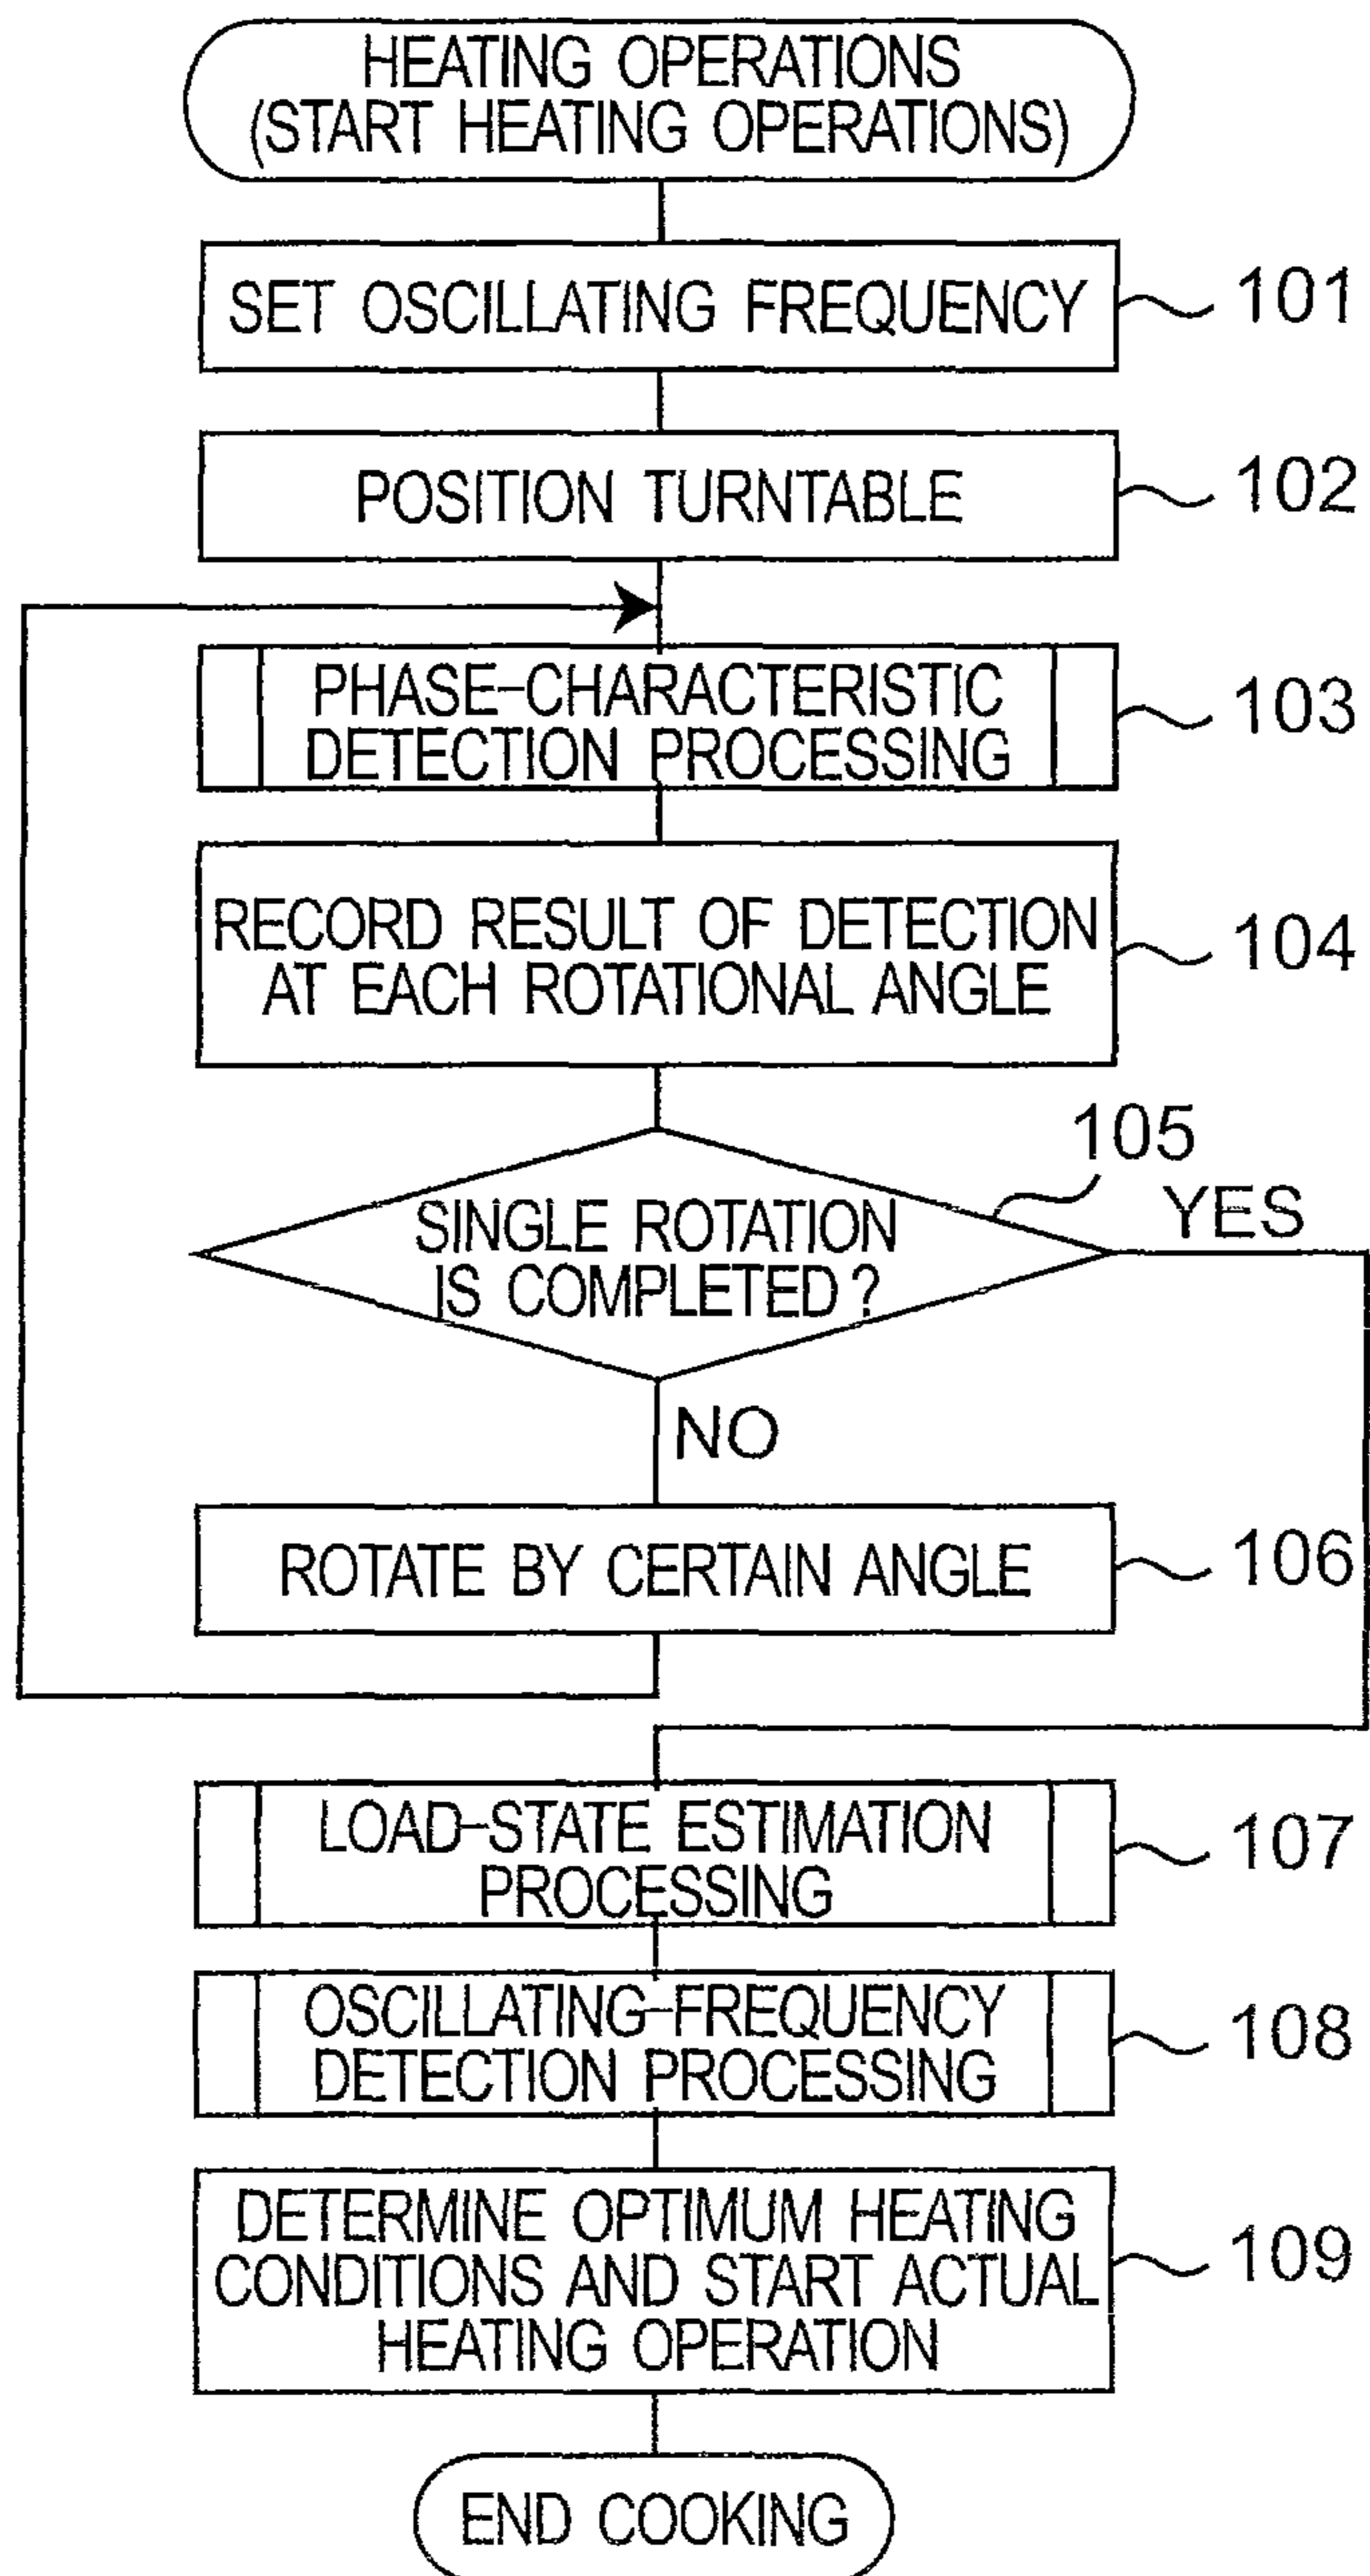 HEATING OPERATIONS
(START HEATING OPERATIONS)
SET OSCILLATING FREQUENCY
101
POSITION TURNTABLE
102
PHASE-CHARACTERISTIC
DETECTION PROCESSING
103
RECORD RESULT OF DETECTION
AT EACH ROTATIONAL ANGLE
104
105
YES
SINGLE ROTATION
IS COMPLETED?
NO
ROTATE BY CERTAIN ANGLE
106
LOAD-STATE ESTIMATION
PROCESSING
107
OSCILLATING-FREQUENCY
DETECTION PROCESSING
108
DETERMINE OPTIMUM HEATING
CONDITIONS AND START ACTUAL
HEATING OPERATION
109
END COOKING